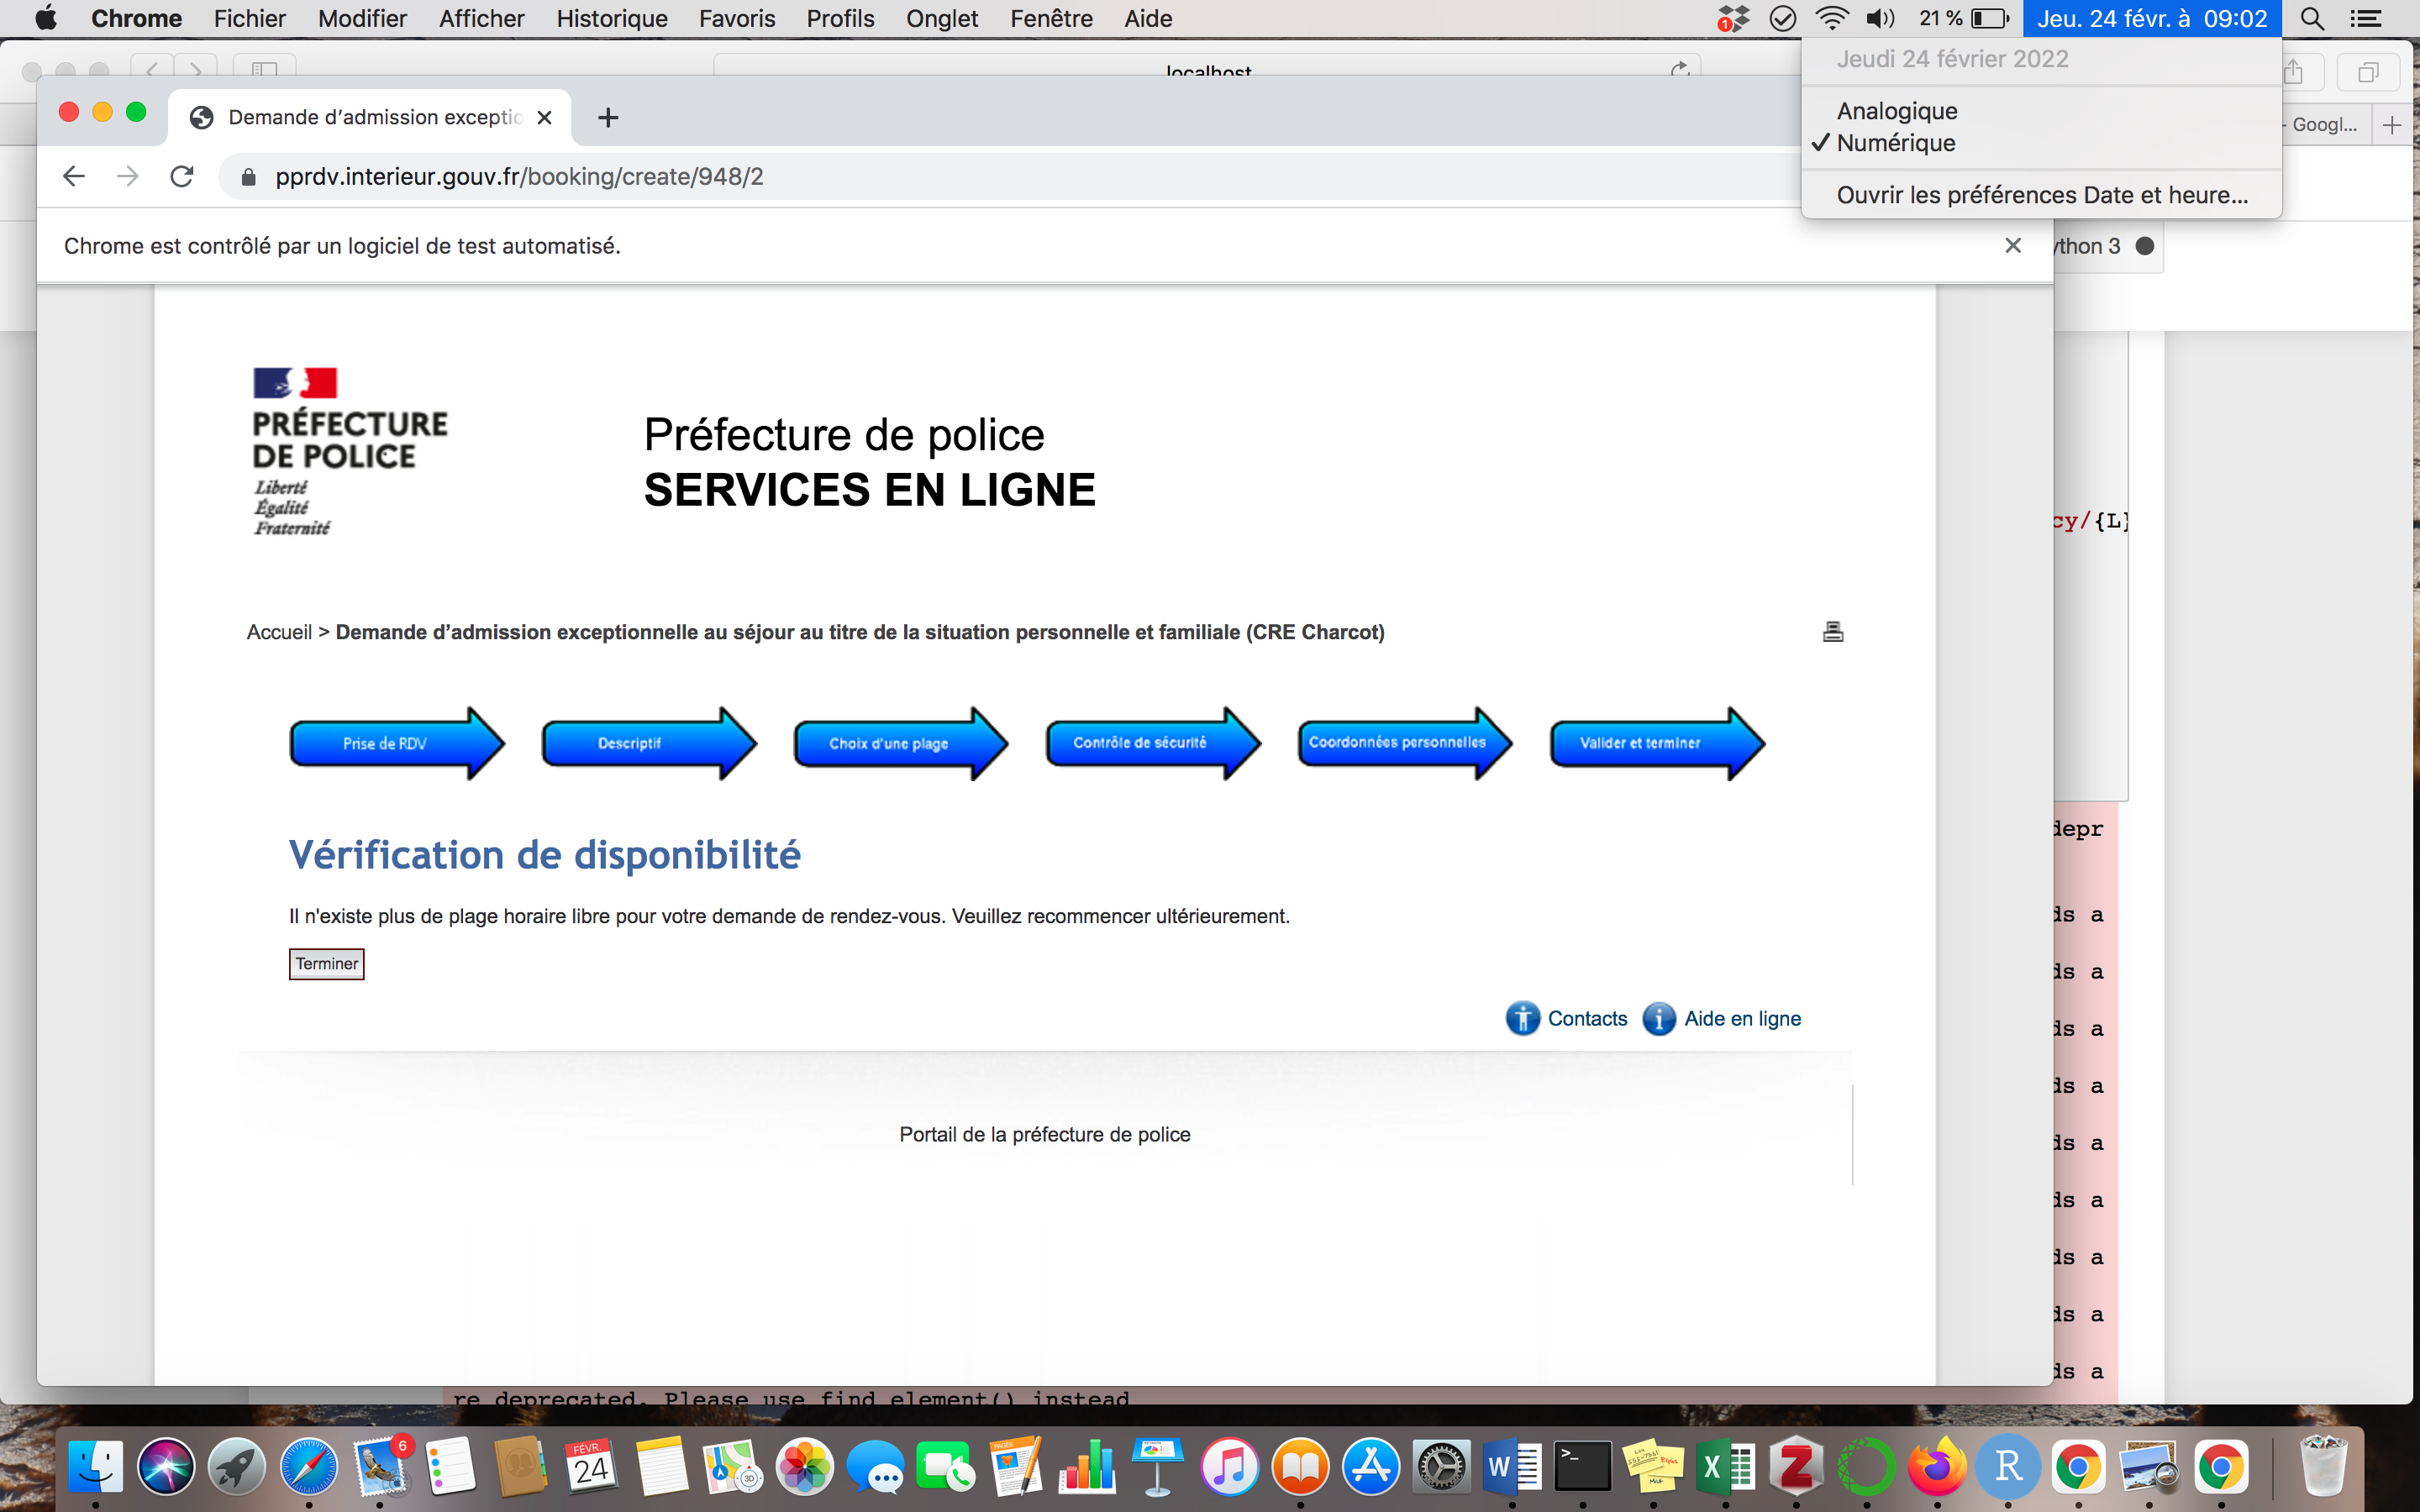 Chrome Fichier Modifier Afficher Historique Favoris Profils Onglet Fenêtre Aide 1 21 % Jeu. 24 févr. à 09:02
Jeudi 24 février 2022
Analogique
✓ Numérique
Ouvrir les préférences Date et heure...
localhost
- Googl...
Demande d’admission exceptio
pprdv.interieur.gouv.fr/booking/create/948/2
Chrome est contrôlé par un logiciel de test automatisé.
ython 3
PRÉFECTURE
DE POLICE
Liberté
Égalité
Fraternité
Préfecture de police
SERVICES EN LIGNE
cy/{L}
Accueil > Demande d’admission exceptionnelle au séjour au titre de la situation personnelle et familiale (CRE Charcot)
Prise de RDV Descriptif Choix d'une plage Contrôle de sécurité Coordonnées personnelles Valider et terminer
Vérification de disponibilité
Il n'existe plus de plage horaire libre pour votre demande de rendez-vous. Veuillez recommencer ultérieurement.
Terminer
Contacts Aide en ligne
Portail de la préfecture de police
depr
ds a
ds a
ds a
ds a
ds a
ds a
ds a
ds a
ds a
re deprecated. Please use find_element() instead
6
FÉVR.
24
3D
PAGES
W
>_
X
Z
R